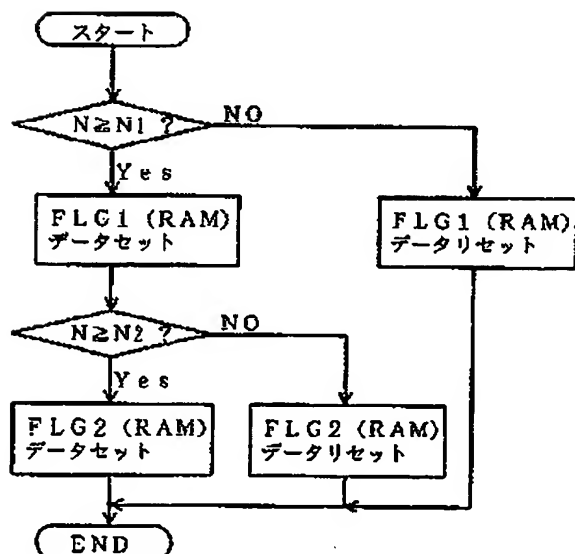 スタート
N≧N1 ?
NO
Yes
FLG1 (RAM)
データセット
FLG1 (RAM)
データリセット
N≧N2 ?
NO
Yes
FLG2 (RAM)
データセット
FLG2 (RAM)
データリセット
END